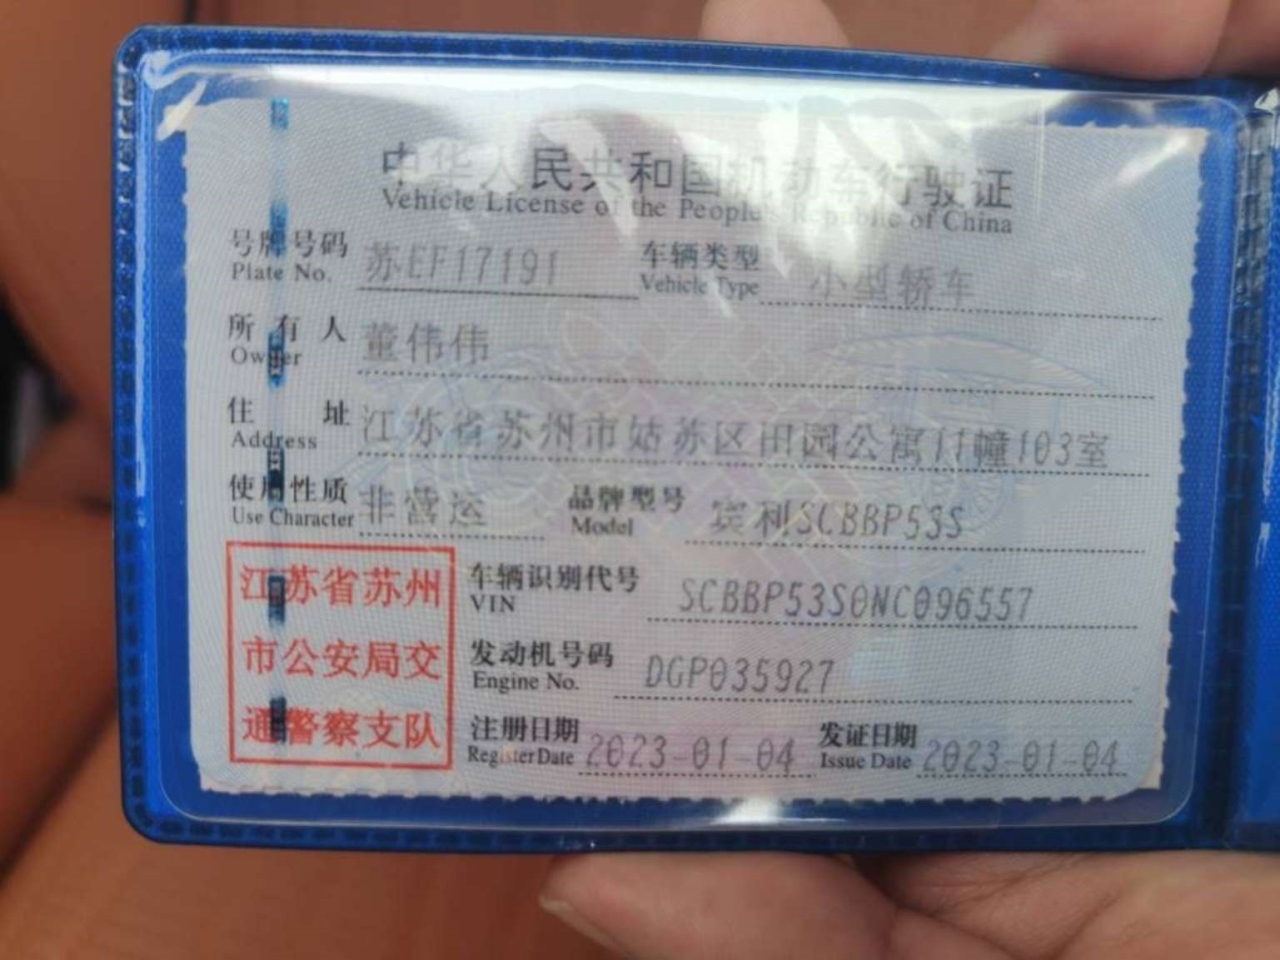 中华人民共和国机动车行驶证
Vehicle License of the People's Republic of China
号牌号码 苏EF17191 车辆类型 小型轿车
Plate No. Vehicle Type
所有人 董伟伟
Owner
住址 江苏省苏州市姑苏区田园公寓11幢103室
Address
使用性质 非营运 品牌型号 宾利SCBBP53S
Use Character Model
江苏省苏州
市公安局交
通警察支队
车辆识别代号 SCBBP53S0NC096557
VIN
发动机号码 DGP035927
Engine No.
注册日期 2023-01-04 发证日期 2023-01-04
Register Date Issue Date